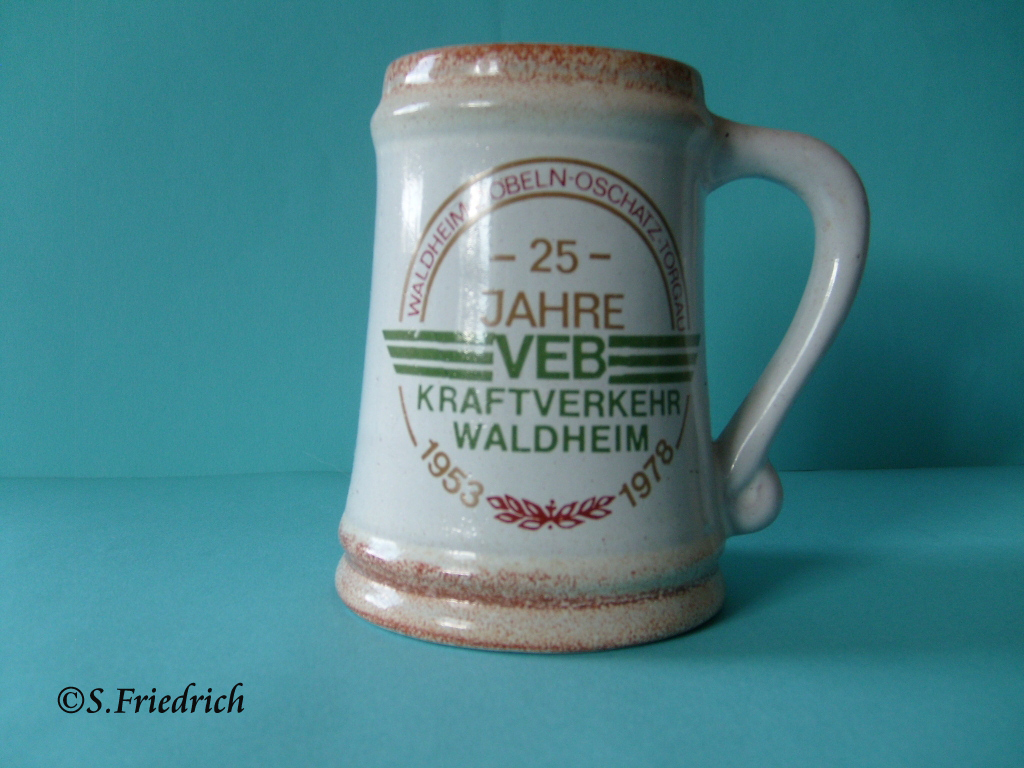 WALDHEIM-DÖBELN-OSCHATZ-TORGAU
- 25 -
JAHRE
VEB
KRAFTVERKEHR
WALDHEIM
1953 1978
©S.Friedrich